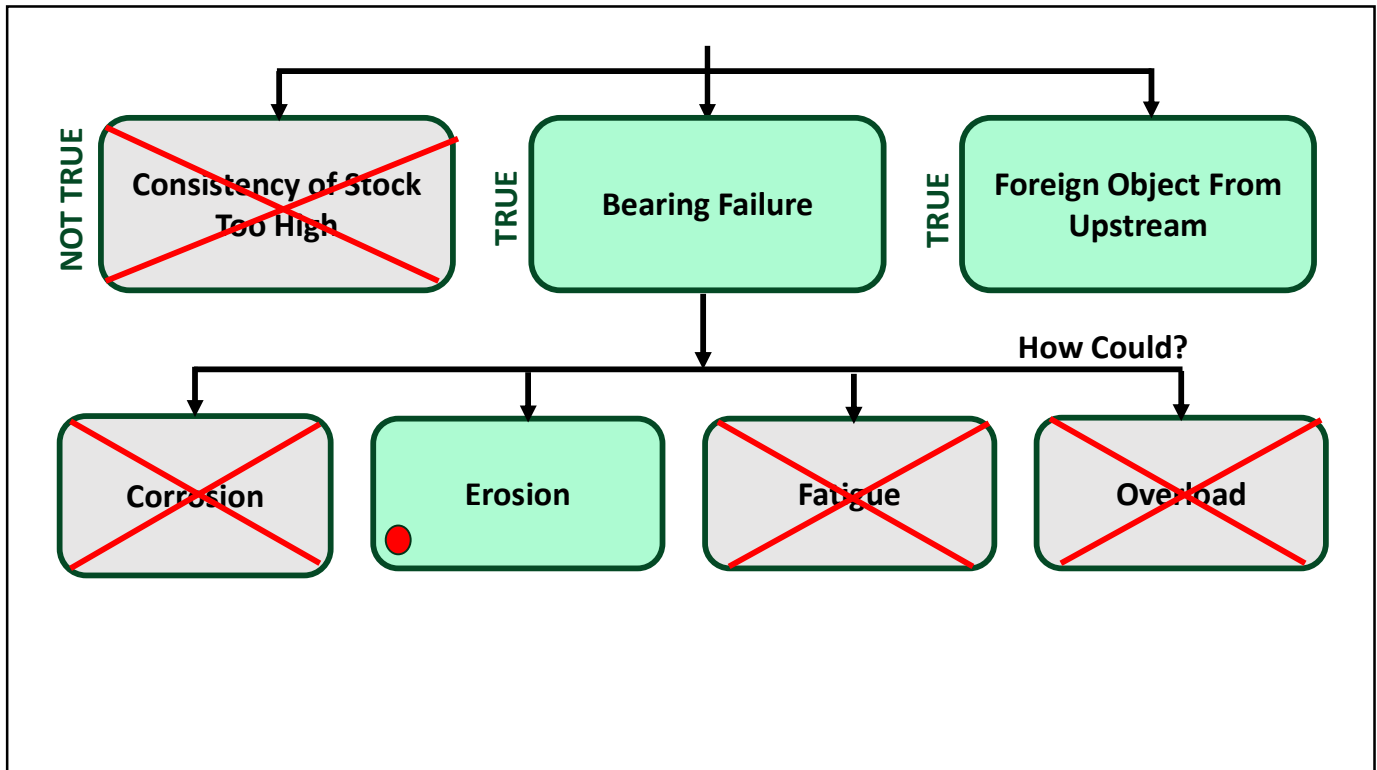 NOT TRUE
Consistency of Stock
Too High
TRUE
Bearing Failure
TRUE
Foreign Object From
Upstream
How Could?
Corrosion
Erosion
Fatigue
Overload